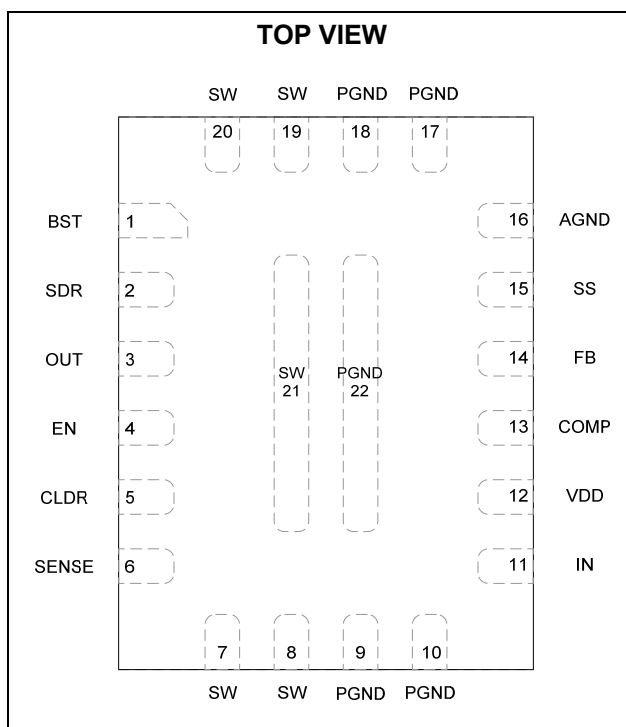 TOP VIEW
SW SW PGND PGND
20 19 18 17
BST 1 16 AGND
SDR 2 15 SS
OUT 3 14 FB
SW PGND
21 22
EN 4 13 COMP
CLDR 5 12 VDD
SENSE 6 11 IN
7 8 9 10
SW SW PGND PGND